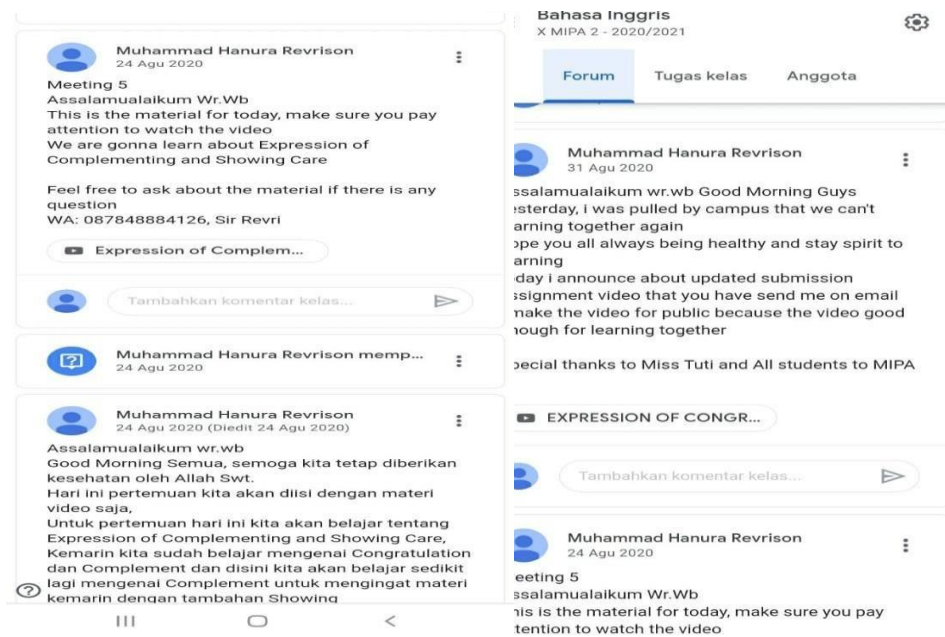 Muhammad Hanura Revrison
24 Agu 2020
Meeting 5
Assalamualaikum Wr.Wb
This is the material for today, make sure you pay
attention to watch the video
We are gonna learn about Expression of
Complementing and Showing Care
Feel free to ask about the material if there is any
question
WA: 087848884126, Sir Revri
Expression of Complem...
Tambahkan komentar kelas...
Muhammad Hanura Revrison memp...
24 Agu 2020
Muhammad Hanura Revrison
24 Agu 2020 (Diedit 24 Agu 2020)
Assalamualaikum wr.wb
Good Morning Semua, semoga kita tetap diberikan
kesehatan oleh Allah Swt.
Hari ini pertemuan kita akan diisi dengan materi
video saja,
Untuk pertemuan hari ini kita akan belajar tentang
Expression of Complementing and Showing Care,
Kemarin kita sudah belajar mengenai Congratulation
dan Complement dan disini kita akan belajar sedikit
lagi mengenai Complement untuk mengingat materi
kemarin dengan tambahan Showing
Bahasa Inggris
X MIPA 2 - 2020/2021
Forum Tugas kelas Anggota
Muhammad Hanura Revrison
31 Agu 2020
ssalamualaikum wr.wb Good Morning Guys
esterday, i was pulled by campus that we can't
arning together again
ope you all always being healthy and stay spirit to
arning
day i announce about updated submission
ssignment video that you have send me on email
make the video for public because the video good
nough for learning together
pecial thanks to Miss Tuti and All students to MIPA
EXPRESSION OF CONGR...
Tambahkan komentar kelas...
Muhammad Hanura Revrison
24 Agu 2020
eeting 5
ssalamualaikum Wr.Wb
his is the material for today, make sure you pay
tention to watch the video